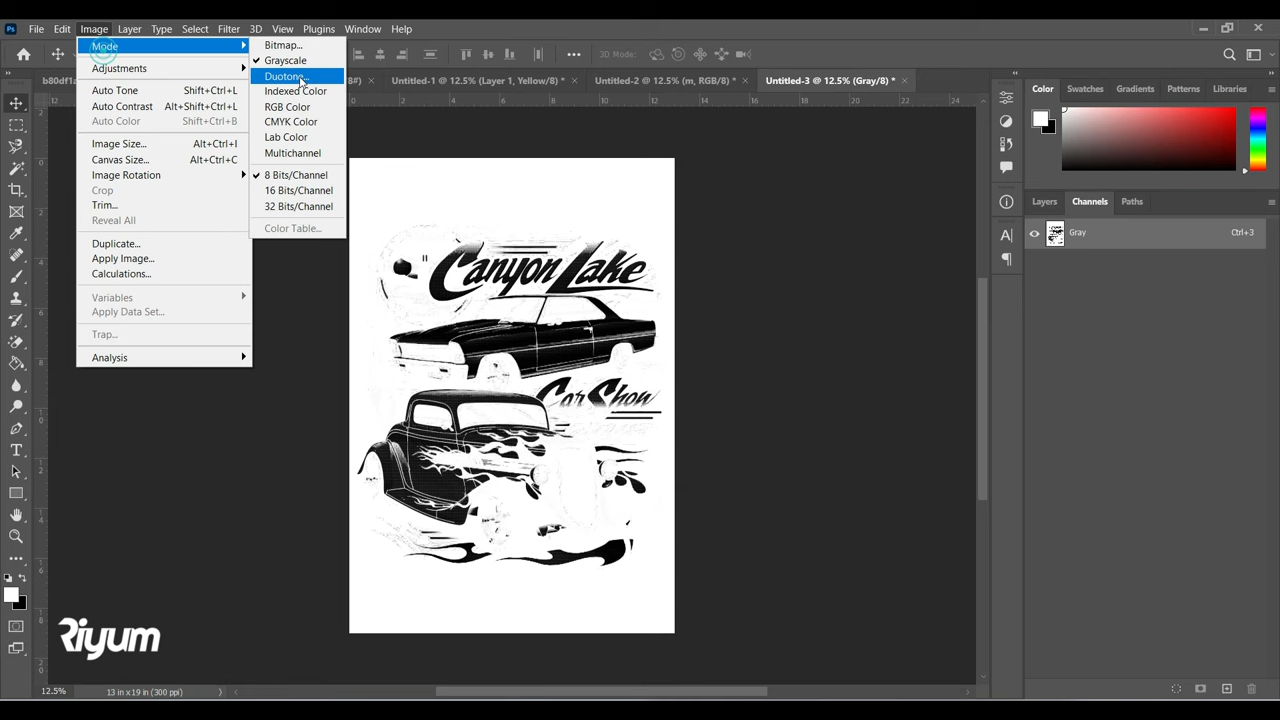 Ps File Edit Image Layer Type Select Filter 3D View Plugins Window Help
3D Mode:
b80df1a
8#) ×
Untitled-1 @ 12.5% (Layer 1, Yellow/8) * ×
Untitled-2 @ 12.5% (m, RGB/8) * ×
Untitled-3 @ 12.5% (Gray/8) * ×
Mode
Adjustments
Auto Tone Shift+Ctrl+L
Auto Contrast Alt+Shift+Ctrl+L
Auto Color Shift+Ctrl+B
Image Size... Alt+Ctrl+I
Canvas Size... Alt+Ctrl+C
Image Rotation
Crop
Trim...
Reveal All
Duplicate...
Apply Image...
Calculations...
Variables
Apply Data Set...
Trap...
Analysis
Bitmap...
Grayscale
Duotone...
Indexed Color
RGB Color
CMYK Color
Lab Color
Multichannel
8 Bits/Channel
16 Bits/Channel
32 Bits/Channel
Color Table...
Canyon Lake
Car Show
Color Swatches Gradients Patterns Libraries
Layers Channels Paths
Gray Ctrl+3
Riyum
12.5% 13 in x 19 in (300 ppi)